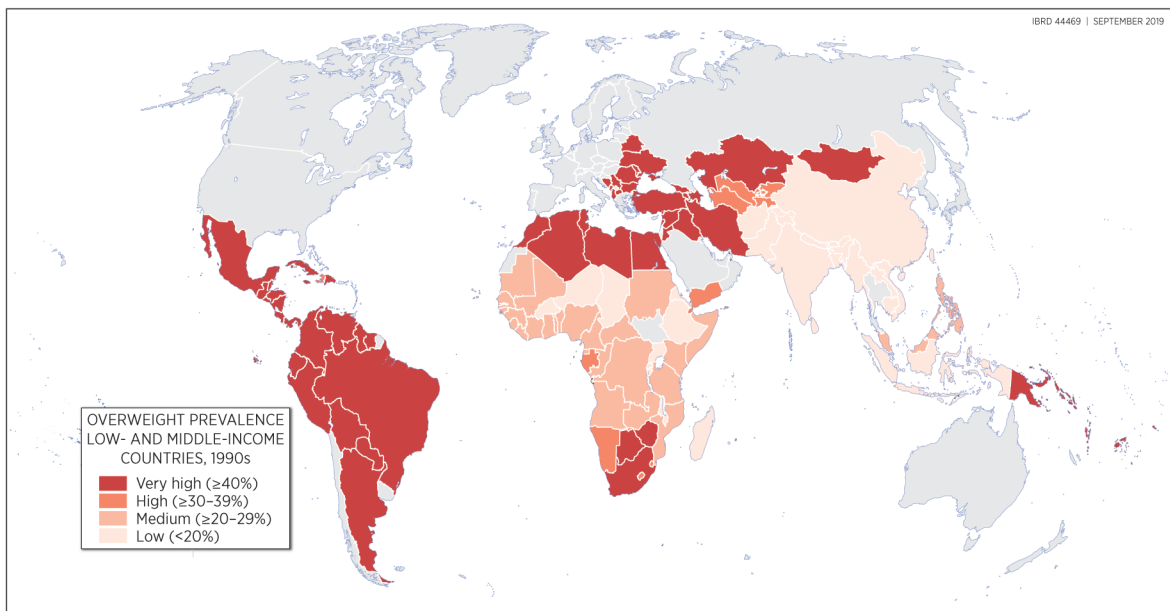 IBRD 44469 | SEPTEMBER 2019
OVERWEIGHT PREVALENCE
LOW- AND MIDDLE-INCOME
COUNTRIES, 1990s
Very high (≥40%)
High (≥30–39%)
Medium (≥20–29%)
Low (<20%)